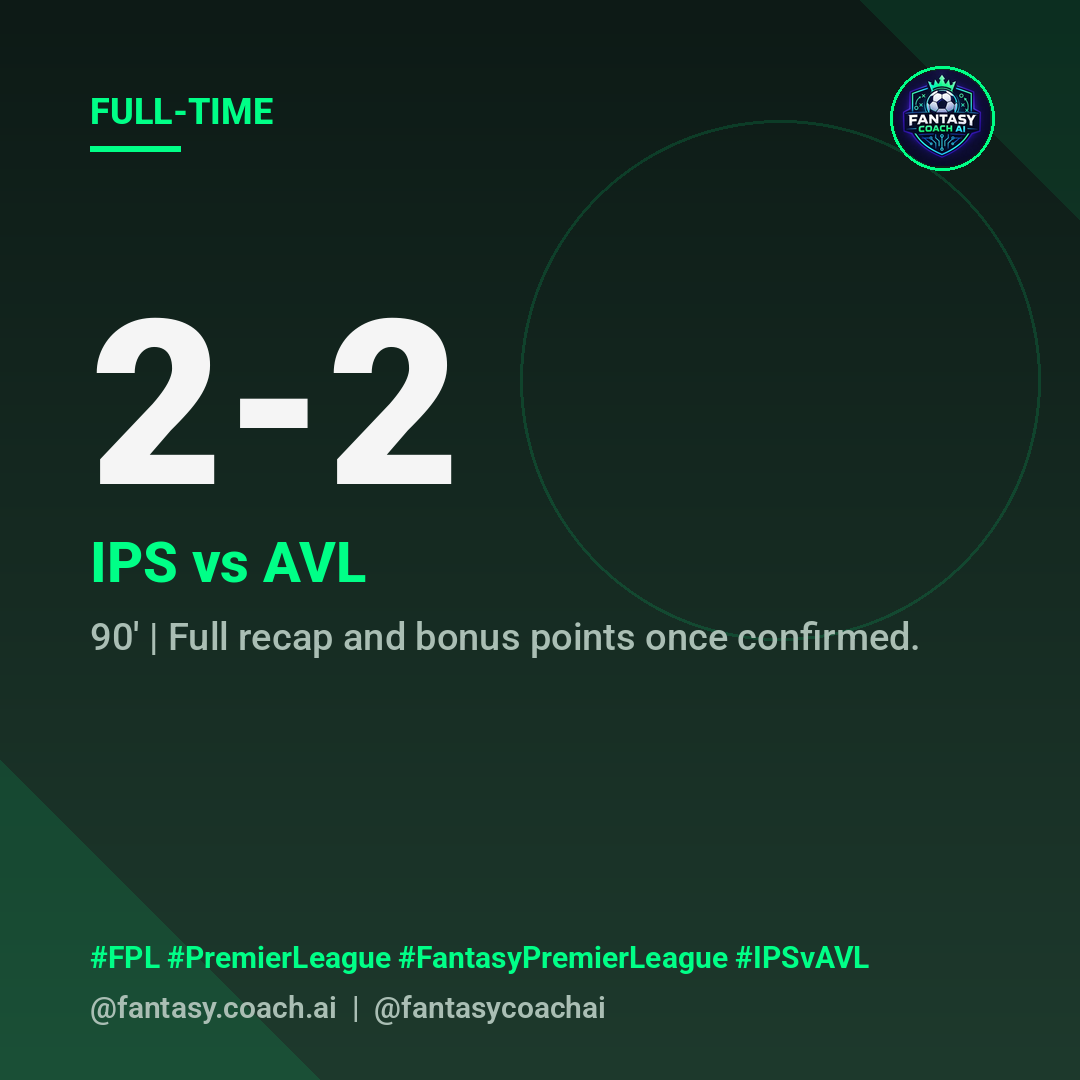 FULL-TIME
FANTASY
COACH AI
2-2
IPS vs AVL
90' | Full recap and bonus points once confirmed.
#FPL #PremierLeague #FantasyPremierLeague #IPSvAVL
@fantasy.coach.ai | @fantasycoachai